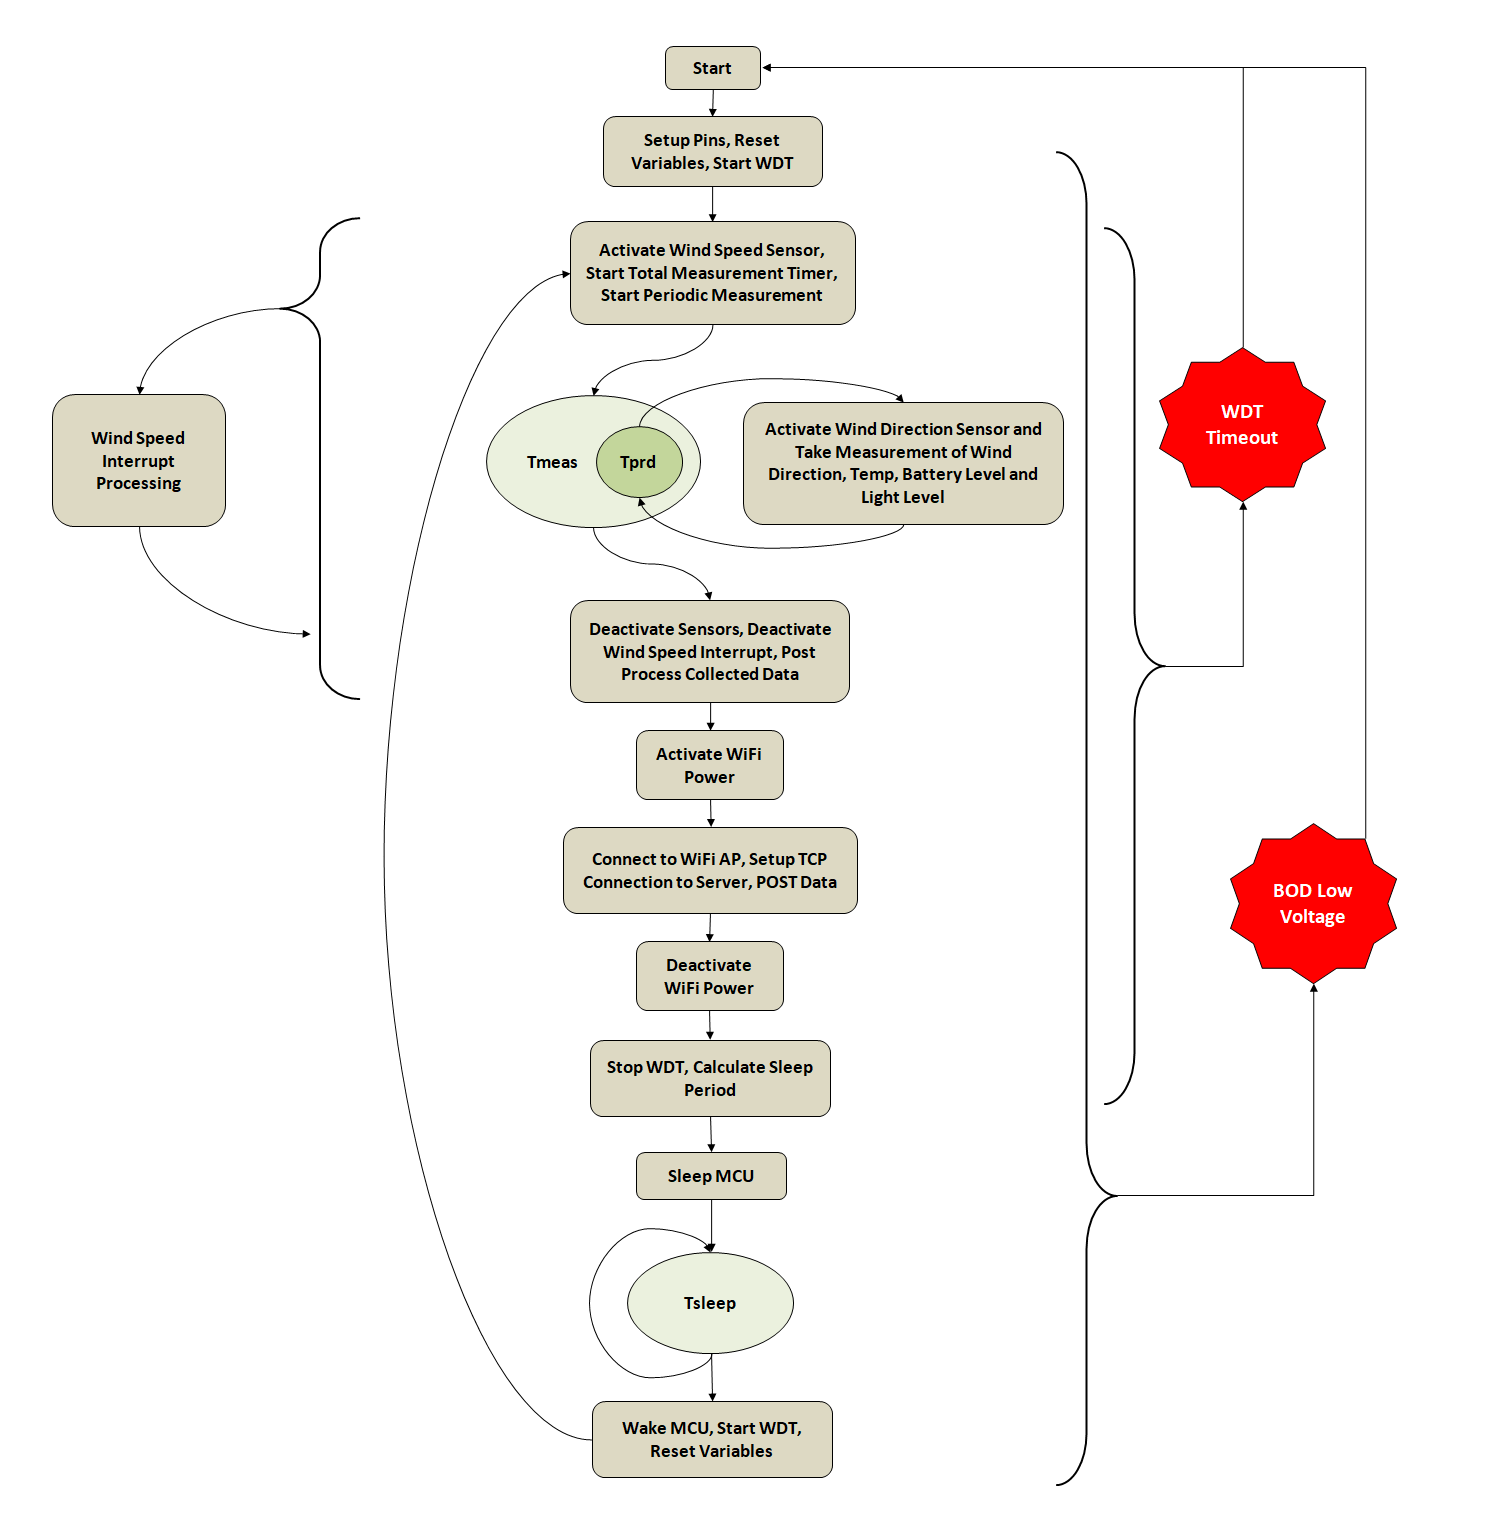 Start
Setup Pins, Reset
Variables, Start WDT
Activate Wind Speed Sensor,
Start Total Measurement Timer,
Start Periodic Measurement
Wind Speed
Interrupt
Processing
Tmeas
Tprd
Activate Wind Direction Sensor and
Take Measurement of Wind
Direction, Temp, Battery Level and
Light Level
WDT
Timeout
Deactivate Sensors, Deactivate
Wind Speed Interrupt, Post
Process Collected Data
Activate WiFi
Power
Connect to WiFi AP, Setup TCP
Connection to Server, POST Data
BOD Low
Voltage
Deactivate
WiFi Power
Stop WDT, Calculate Sleep
Period
Sleep MCU
Tsleep
Wake MCU, Start WDT,
Reset Variables